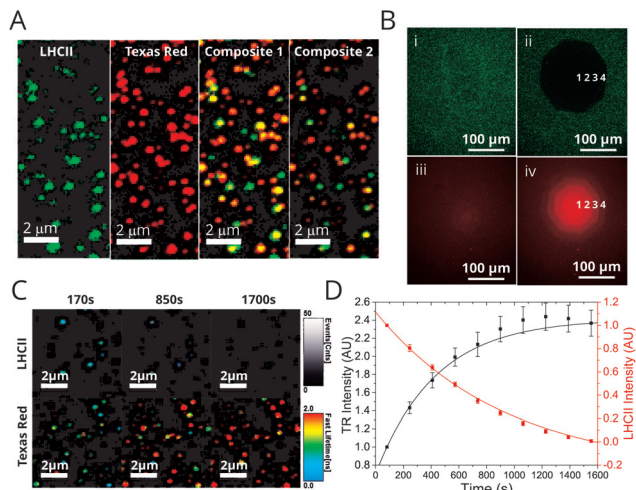 A
LHCII
Texas Red
Composite 1
Composite 2
2 μm
2 μm
2 μm
2 μm
B
i
ii
1 2 3 4
100 μm
100 μm
iii
iv
1 2 3 4
100 μm
100 μm
C
170s
850s
1700s
LHCII
2μm
2μm
2μm
50
Events[Cnts]
0
Texas Red
2μm
2μm
2μm
2.0
Fast Lifetime[ns]
0.0
D
TR Intensity (AU)
2.6
2.4
2.2
2.0
1.8
1.6
1.4
1.2
1.0
0.8
0 200 400 600 800 1000 1200 1400 1600
Time (s)
1.2
1.0
0.8
0.6
0.4
0.2
0.0
-0.2
LHCII Intensity (AU)